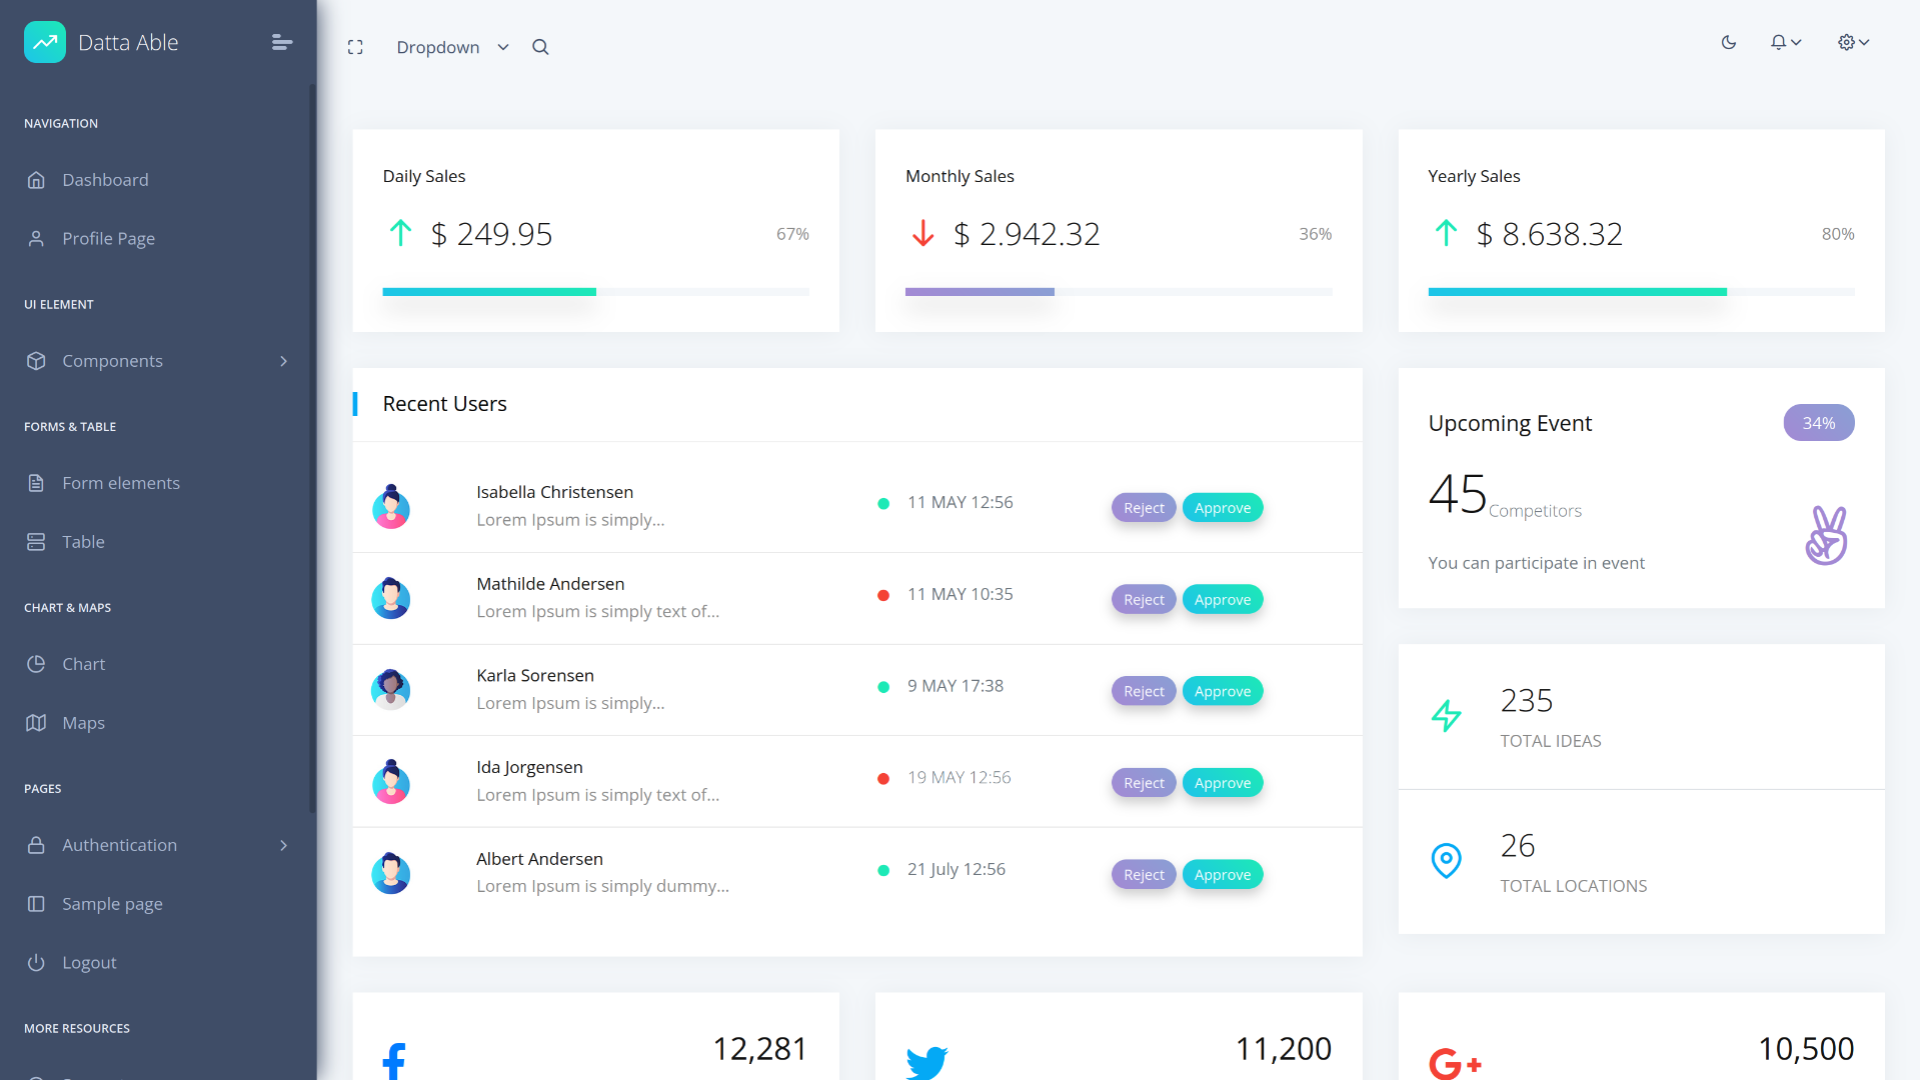 Datta Able
NAVIGATION
Dashboard
Profile Page
UI ELEMENT
Components
FORMS & TABLE
Form elements
Table
CHART & MAPS
Chart
Maps
PAGES
Authentication
Sample page
Logout
MORE RESOURCES
Dropdown
Daily Sales
$ 249.95
67%
Monthly Sales
$ 2.942.32
36%
Yearly Sales
$ 8.638.32
80%
Recent Users
Isabella Christensen
Lorem Ipsum is simply...
11 MAY 12:56
Reject Approve
Mathilde Andersen
Lorem Ipsum is simply text of...
11 MAY 10:35
Reject Approve
Karla Sorensen
Lorem Ipsum is simply...
9 MAY 17:38
Reject Approve
Ida Jorgensen
Lorem Ipsum is simply text of...
19 MAY 12:56
Reject Approve
Albert Andersen
Lorem Ipsum is simply dummy...
21 July 12:56
Reject Approve
Upcoming Event
34%
45 Competitors
You can participate in event
235
TOTAL IDEAS
26
TOTAL LOCATIONS
12,281
11,200
10,500